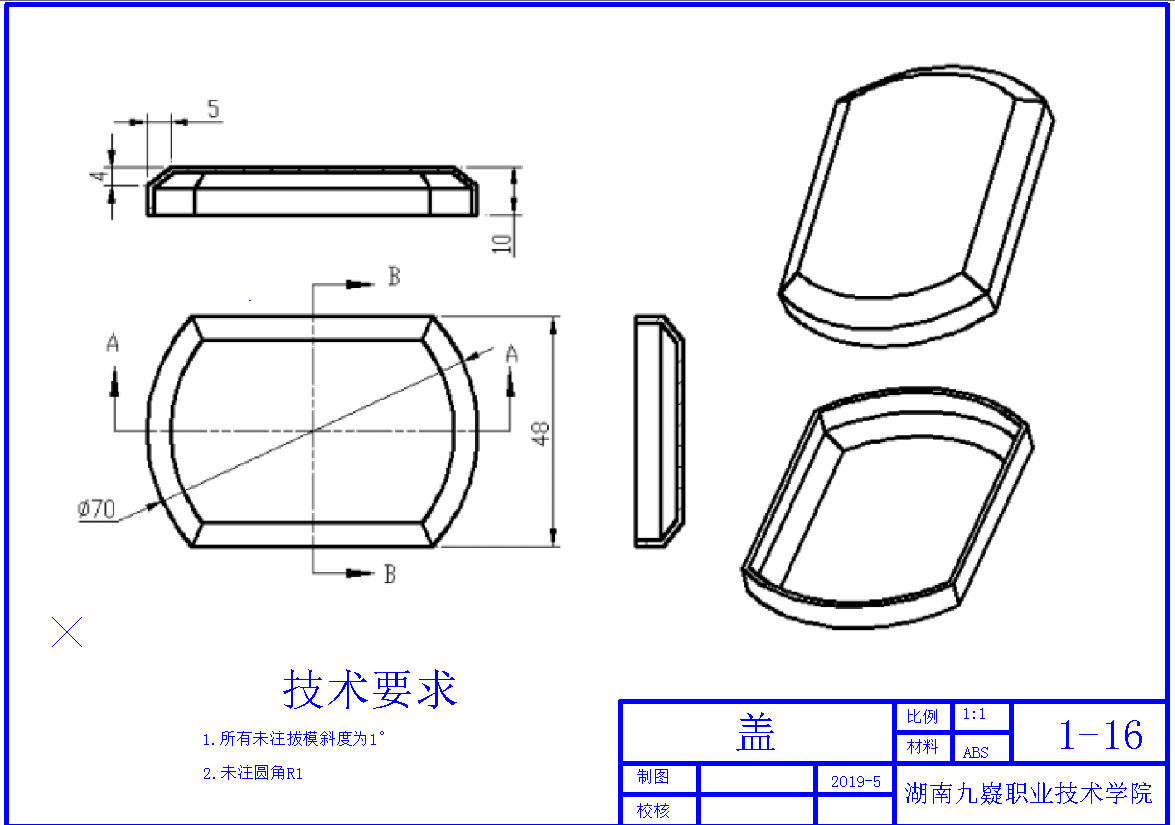 5
4
10
B
A
A
48
Ø70
B
技术要求
1.所有未注拔模斜度为1°
2.未注圆角R1
盖
比例
1:1
1-16
材料
ABS
制图
2019-5
湖南九嶷职业技术学院
校核